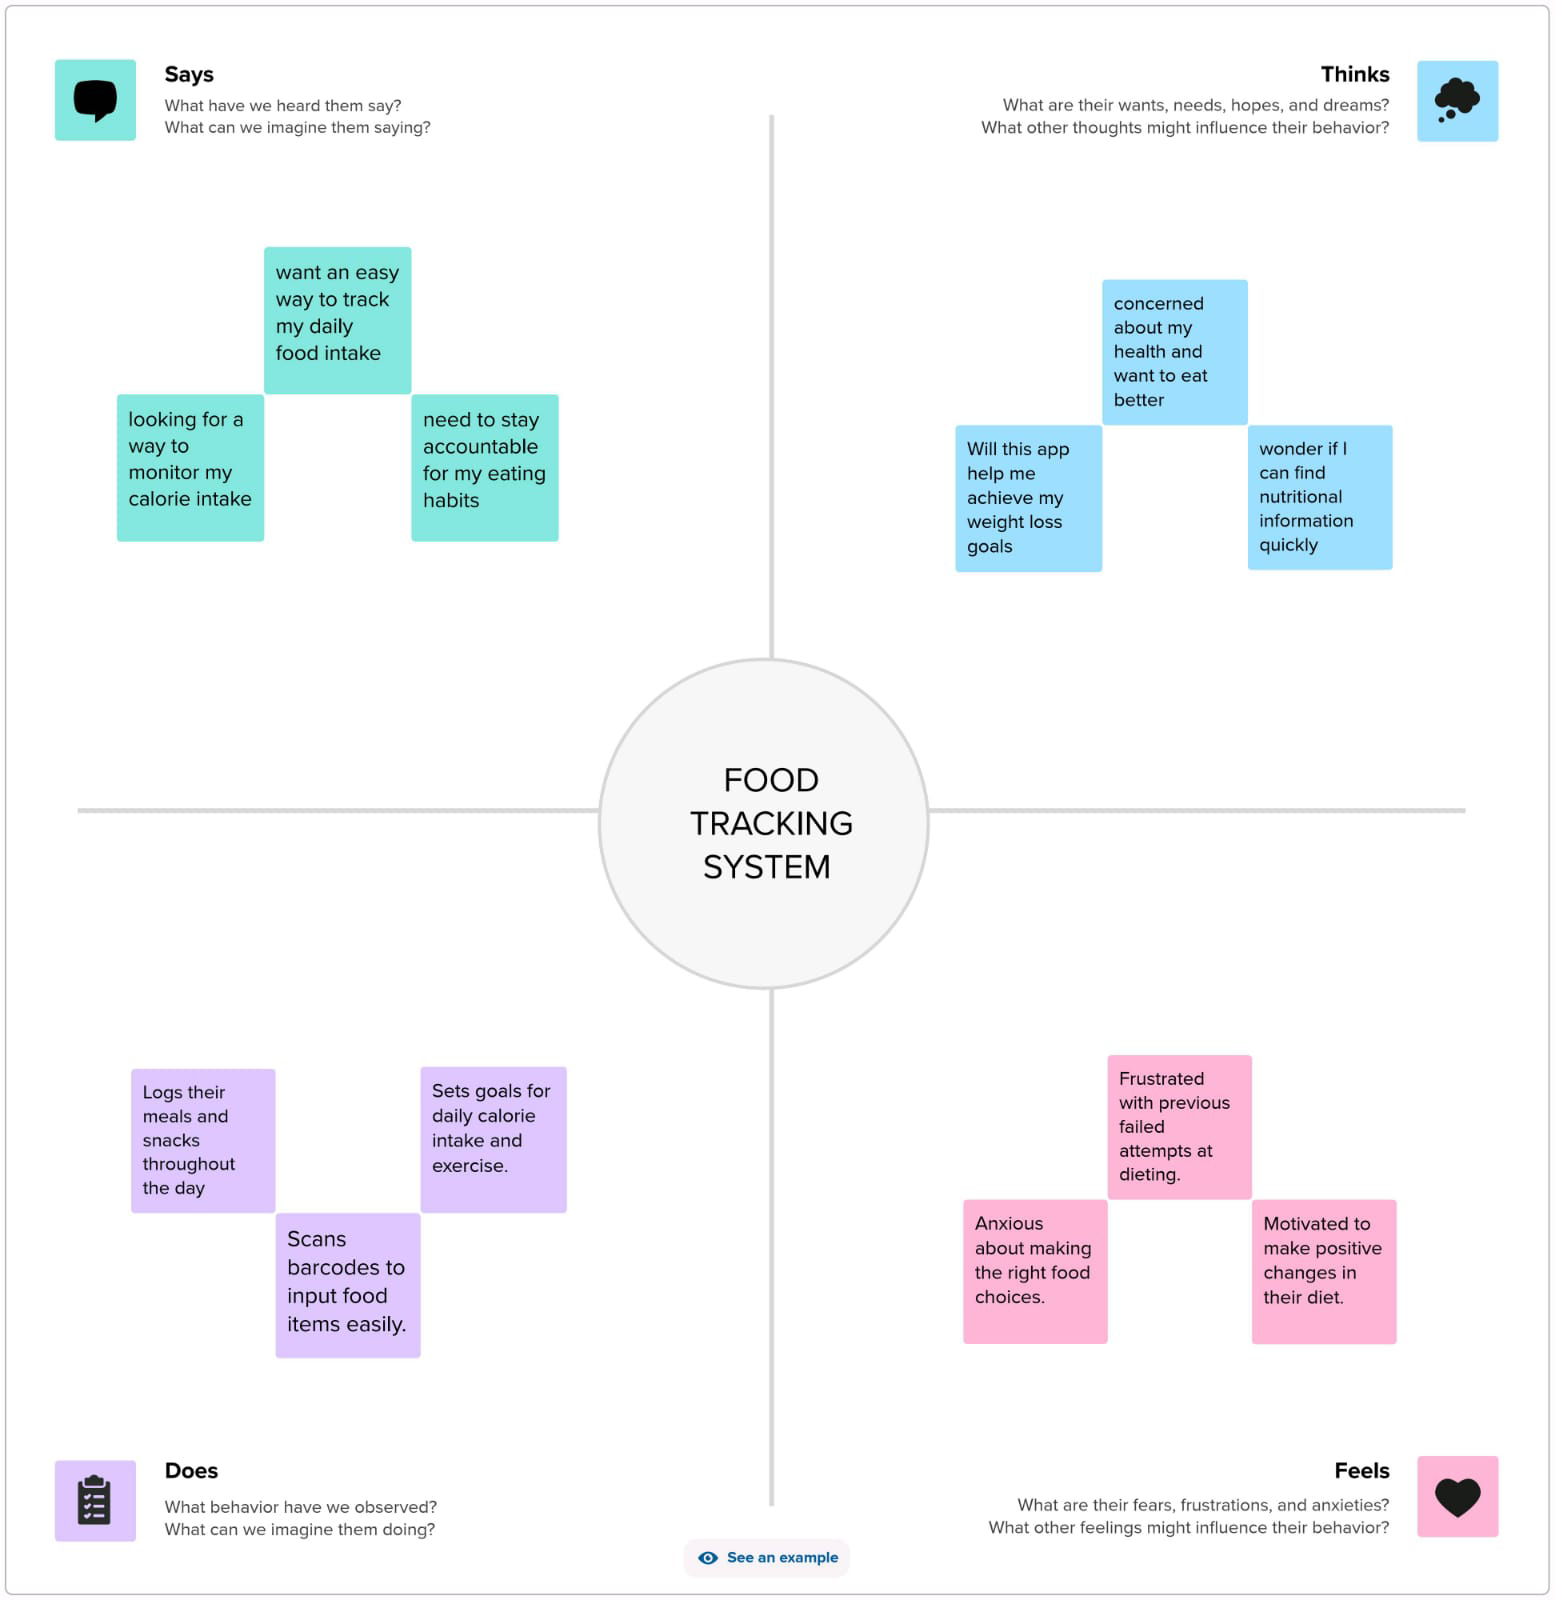 Says
What have we heard them say?
What can we imagine them saying?
Thinks
What are their wants, needs, hopes, and dreams?
What other thoughts might influence their behavior?
want an easy
way to track
my daily
food intake
looking for a
way to
monitor my
calorie intake
need to stay
accountable
for my eating
habits
concerned
about my
health and
want to eat
better
Will this app
help me
achieve my
weight loss
goals
wonder if I
can find
nutritional
information
quickly
FOOD
TRACKING
SYSTEM
Logs their
meals and
snacks
throughout
the day
Sets goals for
daily calorie
intake and
exercise.
Scans
barcodes to
input food
items easily.
Frustrated
with previous
failed
attempts at
dieting.
Anxious
about making
the right food
choices.
Motivated to
make positive
changes in
their diet.
Does
What behavior have we observed?
What can we imagine them doing?
Feels
What are their fears, frustrations, and anxieties?
What other feelings might influence their behavior?
See an example